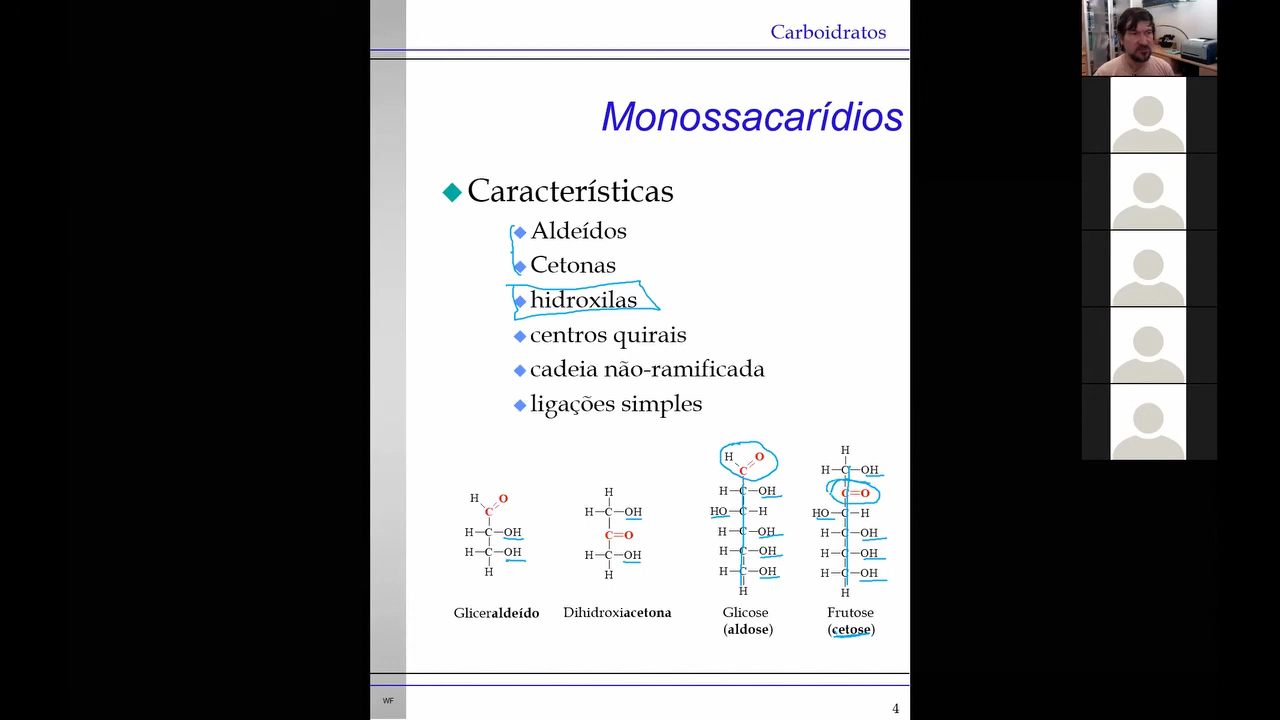 Carboidratos
Monossacarídios
Características
Aldeídos
Cetonas
hidroxilas
centros quirais
cadeia não-ramificada
ligações simples
H O
C
H–C–OH
H–C–OH
H
Gliceraldeído
H
H–C–OH
C=O
H–C–OH
H
Dihidroxiacetona
H O
C
H–C–OH
HO–C–H
H–C–OH
H–C–OH
H–C–OH
H
Glicose
(aldose)
H
H–C–OH
C=O
HO–C–H
H–C–OH
H–C–OH
H–C–OH
H
Frutose
(cetose)
WF
4